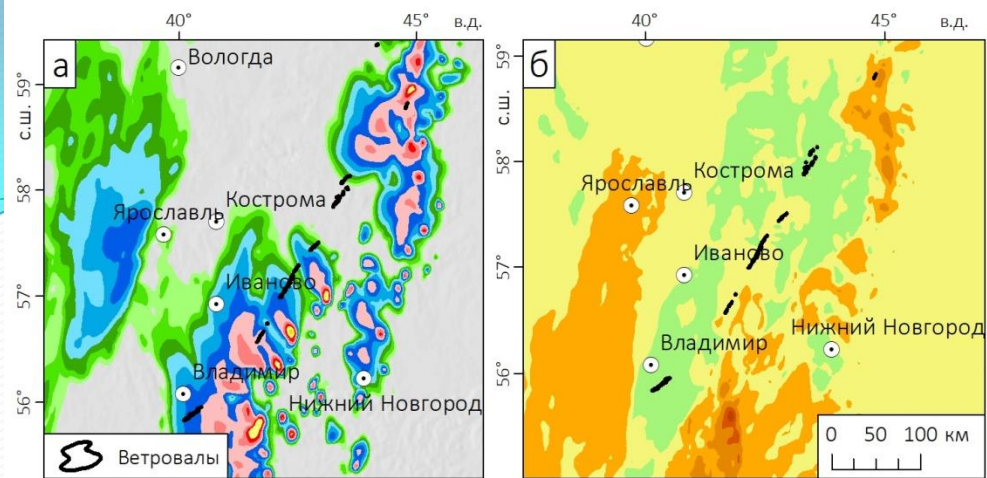 40° 45° в.д.
а
Вологда
59°
с.ш.
Кострома
58°
Ярославль
Иваново
57°
Владимир
56°
Нижний Новгород
Ветровалы
40° 45° в.д.
б
59°
с.ш.
58°
Кострома
Ярославль
Иваново
57°
Нижний Новгород
Владимир
56°
0 50 100 км